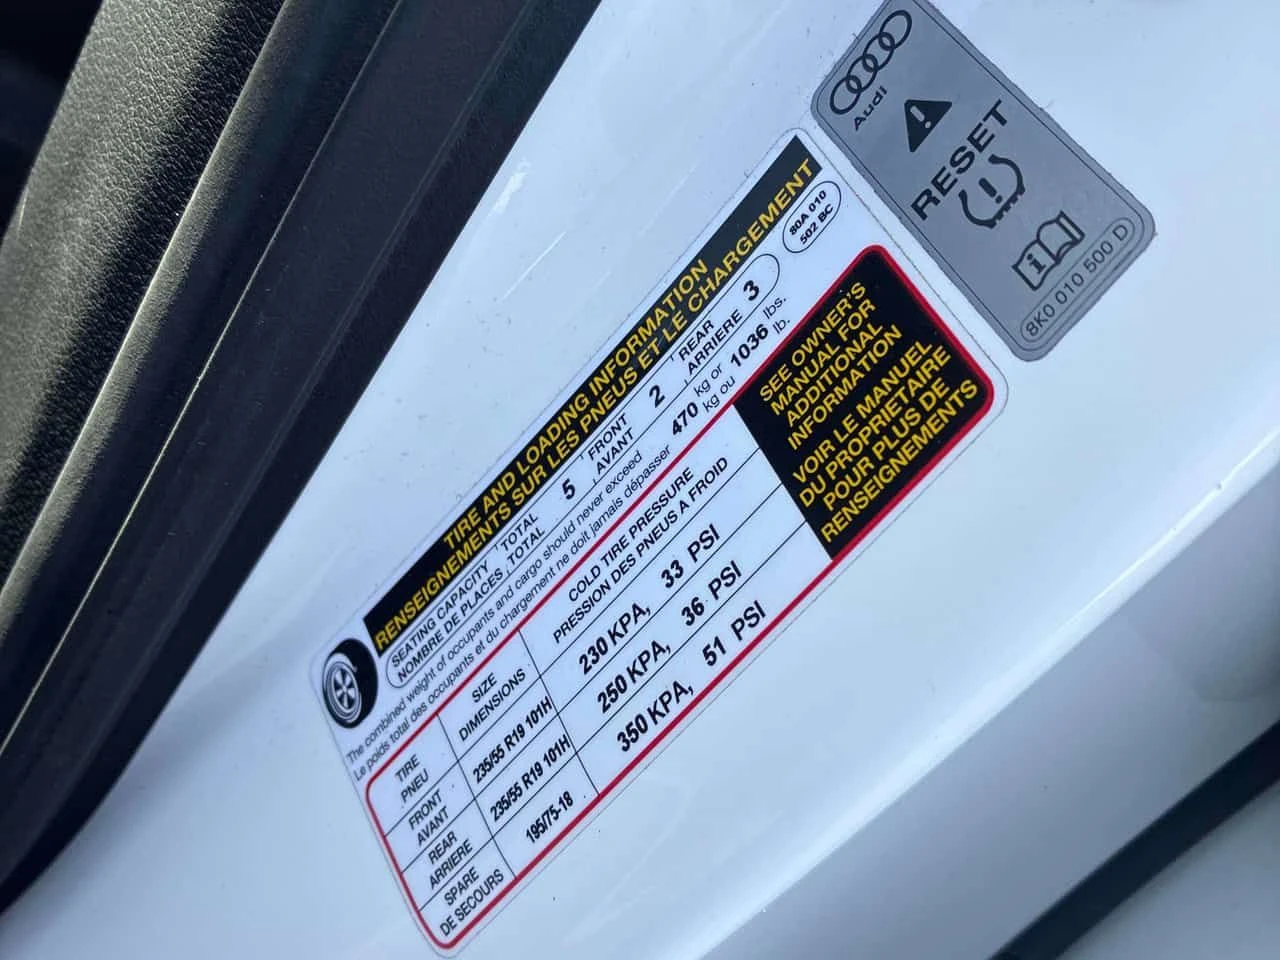 TIRE AND LOADING INFORMATION
RENSEIGNEMENTS SUR LES PNEUS ET LE CHARGEMENT
80A 010
502 BC
SEATING CAPACITY TOTAL 5 FRONT 2 REAR 3
NOMBRE DE PLACES TOTAL AVANT ARRIERE
The combined weight of occupants and cargo should never exceed 470 kg or 1036 lbs.
Le poids total des occupants et du chargement ne doit jamais dépasser kg ou lb.
TIRE SIZE COLD TIRE PRESSURE
PNEU DIMENSIONS PRESSION DES PNEUS A FROID
FRONT
AVANT 235/55 R19 101H 230 KPA, 33 PSI
REAR
ARRIERE 235/55 R19 101H 250 KPA, 36 PSI
SPARE
DE SECOURS 195/75-18 350 KPA, 51 PSI
SEE OWNER'S
MANUAL FOR
ADDITIONAL
INFORMATION
VOIR LE MANUEL
DU PROPRIETAIRE
POUR PLUS DE
RENSEIGNEMENTS
Audi
RESET
8K0 010 500 D